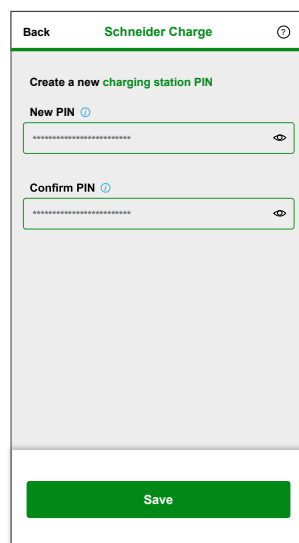 Back Schneider Charge ?
Create a new charging station PIN
New PIN i
*************************
Confirm PIN i
*************************
Save